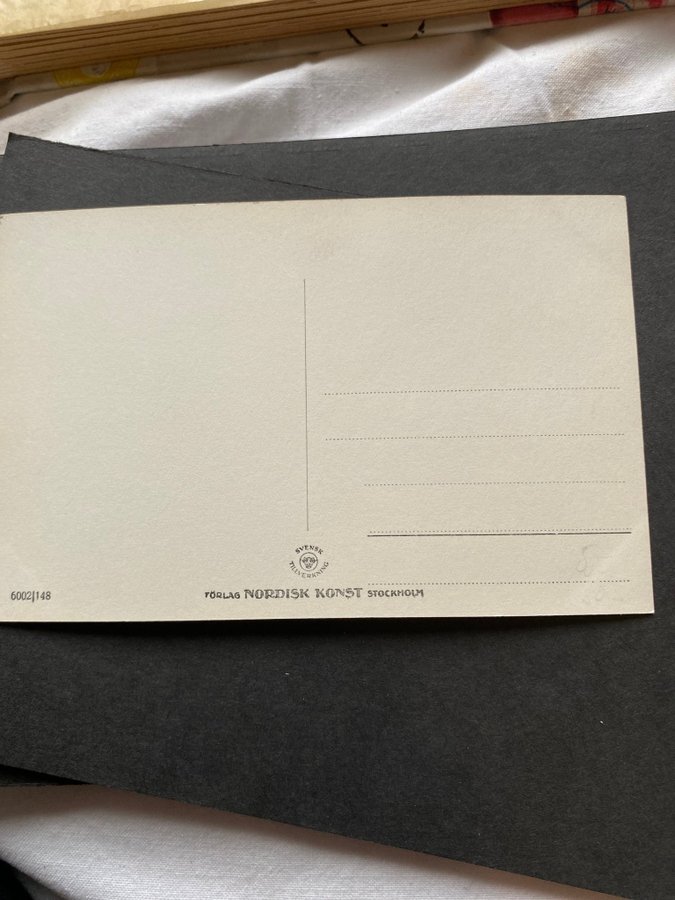 SVENSK
TILLVERKNING
6002|148
FÖRLAG NORDISK KONST STOCKHOLM